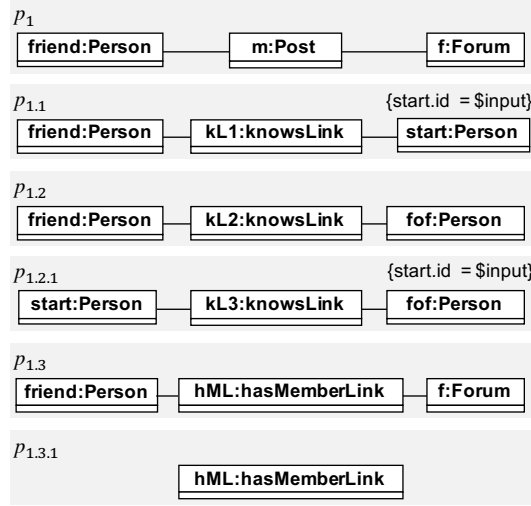 p1
friend:Person m:Post f:Forum
p1.1 {start.id = $input}
friend:Person kL1:knowsLink start:Person
p1.2
friend:Person kL2:knowsLink fof:Person
p1.2.1 {start.id = $input}
start:Person kL3:knowsLink fof:Person
p1.3
friend:Person hML:hasMemberLink f:Forum
p1.3.1
hML:hasMemberLink